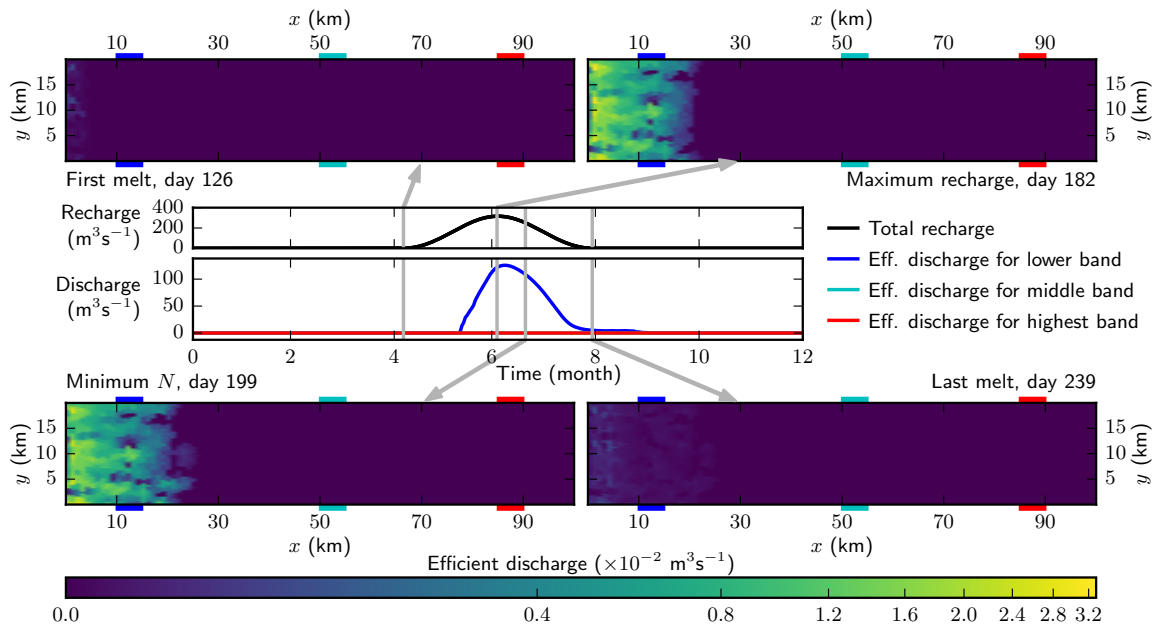 x (km)
x (km)
10 30 50 70 90
10 30 50 70 90
y (km)
15
10
5
15
10
5
y (km)
First melt, day 126
Maximum recharge, day 182
Recharge
(m³s⁻¹)
400
200
0
Discharge
(m³s⁻¹)
100
50
0
0 2 4 6 8 10 12
Time (month)
Total recharge
Eff. discharge for lower band
Eff. discharge for middle band
Eff. discharge for highest band
Minimum N, day 199
Last melt, day 239
y (km)
15
10
5
15
10
5
y (km)
10 30 50 70 90
10 30 50 70 90
x (km)
x (km)
Efficient discharge (×10⁻² m³s⁻¹)
0.0 0.4 0.8 1.2 1.6 2.0 2.4 2.8 3.2